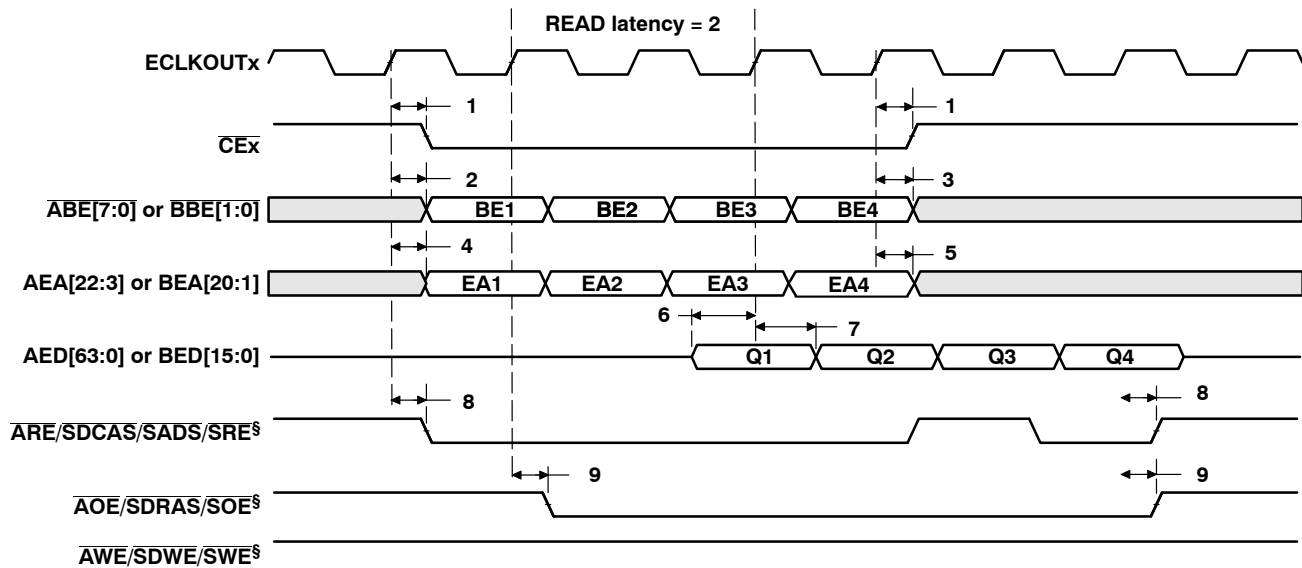 READ latency = 2
ECLKOUTx
1 1
CEx
2 3
ABE[7:0] or BBE[1:0] BE1 BE2 BE3 BE4
4 5
AEA[22:3] or BEA[20:1] EA1 EA2 EA3 EA4
6 7
AED[63:0] or BED[15:0] Q1 Q2 Q3 Q4
8 8
ARE/SDCAS/SADS/SRE§
9 9
AOE/SDRAS/SOE§
AWE/SDWE/SWE§